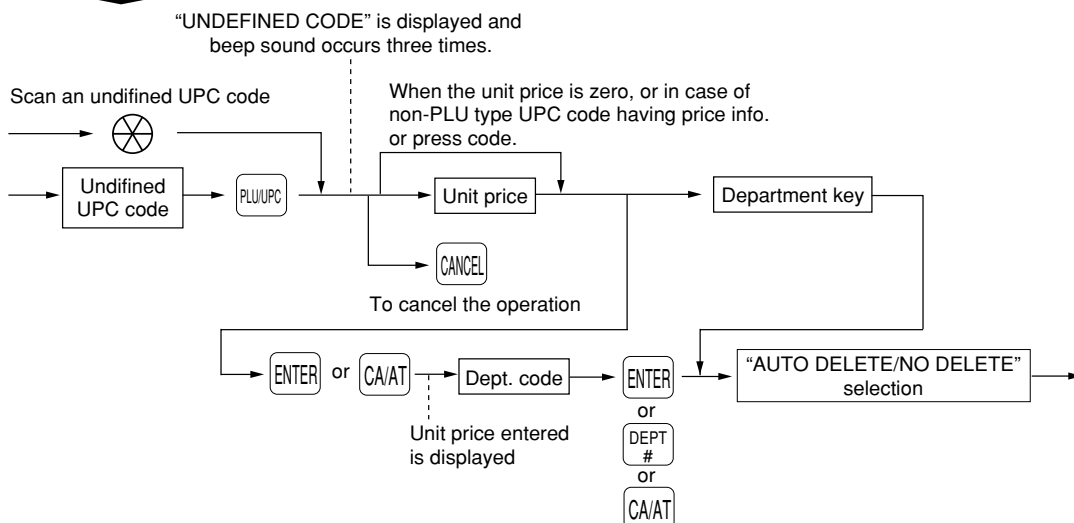 “UNDEFINED CODE” is displayed and
beep sound occurs three times.
Scan an undifined UPC code
When the unit price is zero, or in case of
non-PLU type UPC code having price info.
or press code.
Undifined
UPC code
PLU/UPC
Unit price
Department key
CANCEL
To cancel the operation
ENTER or CA/AT
Dept. code
ENTER
“AUTO DELETE/NO DELETE”
selection
Unit price entered
is displayed
or
DEPT
#
or
CA/AT